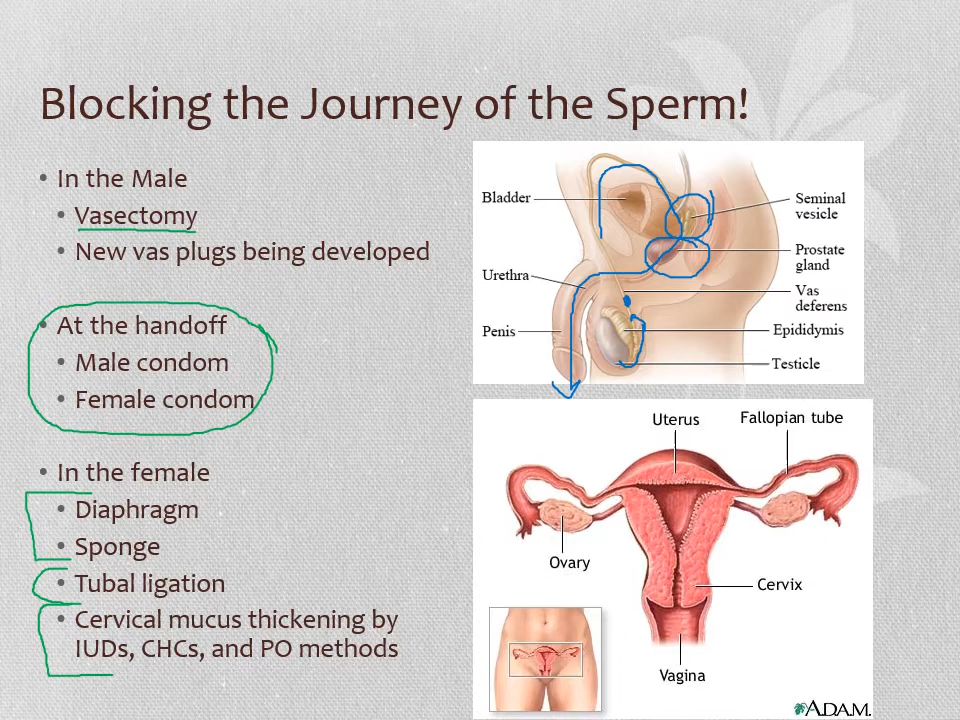 Blocking the Journey of the Sperm!
• In the Male
• Vasectomy
• New vas plugs being developed
• At the handoff
• Male condom
• Female condom
• In the female
• Diaphragm
• Sponge
• Tubal ligation
• Cervical mucus thickening by
IUDs, CHCs, and PO methods
Bladder
Urethra
Penis
Seminal
vesicle
Prostate
gland
Vas
deferens
Epididymis
Testicle
Uterus
Fallopian tube
Ovary
Cervix
Vagina
A.D.A.M.